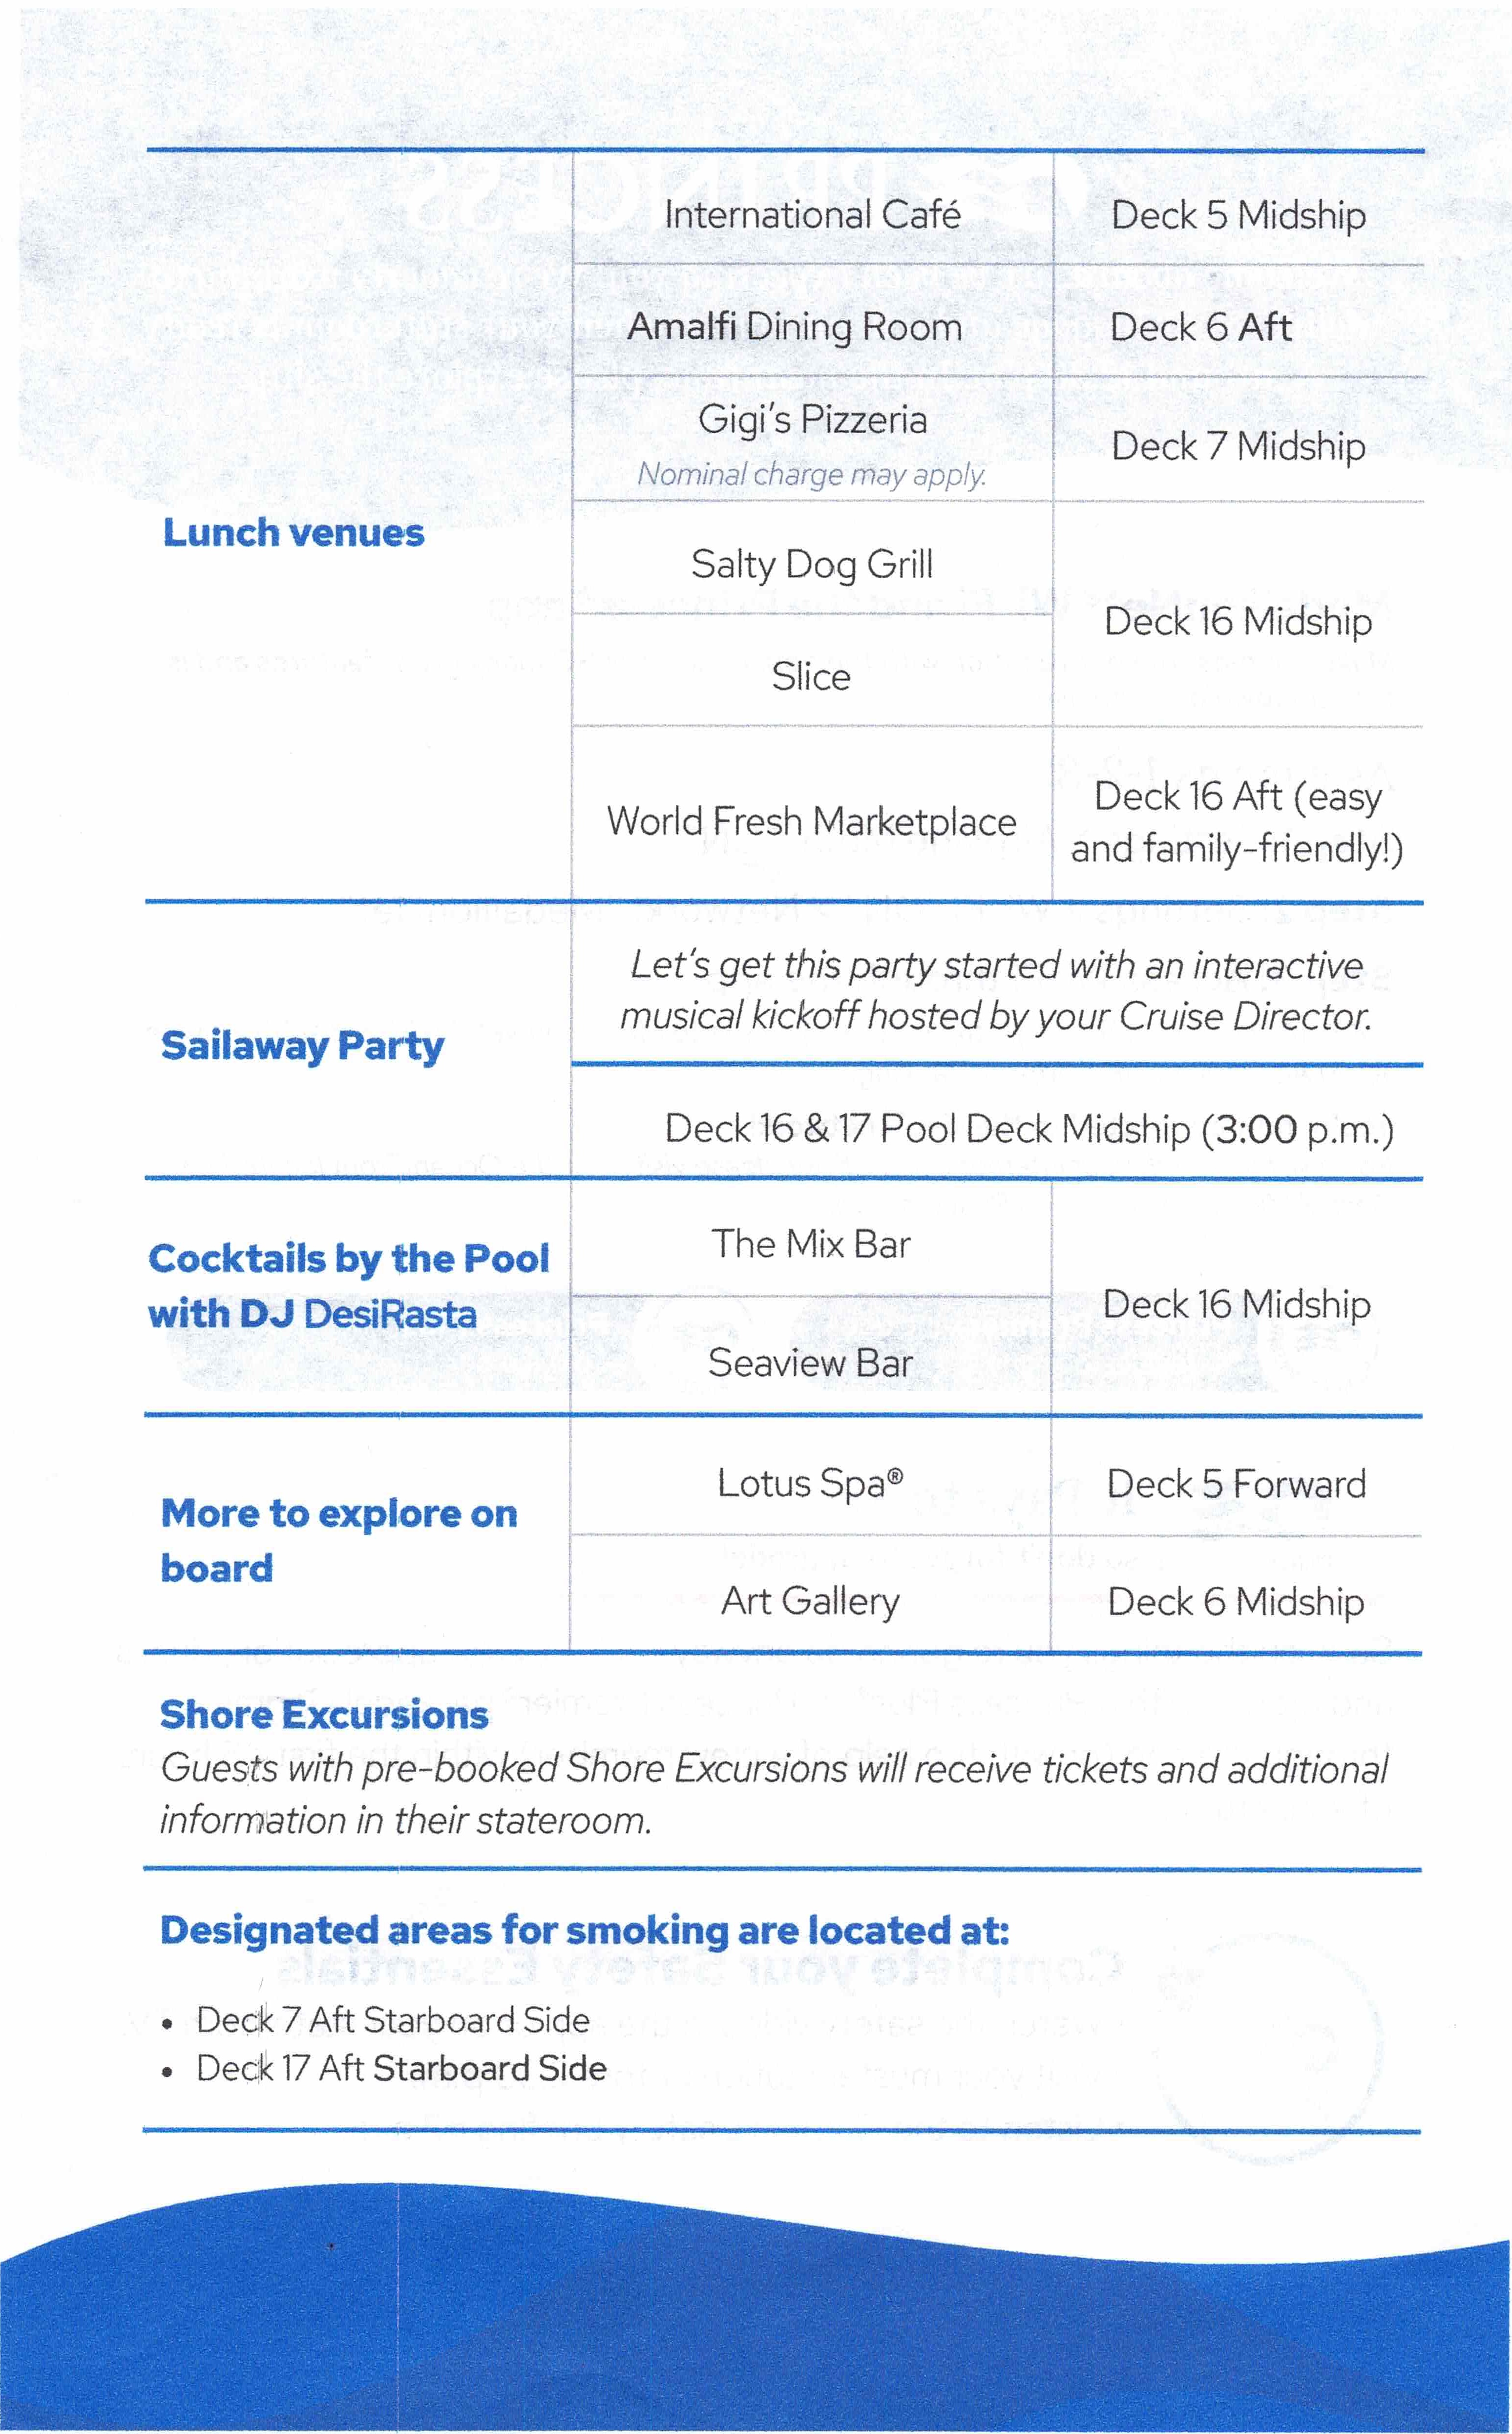 International Café
Deck 5 Midship
Amalfi Dining Room
Deck 6 Aft
Gigi's Pizzeria
Nominal charge may apply.
Deck 7 Midship
Lunch venues
Salty Dog Grill
Slice
Deck 16 Midship
World Fresh Marketplace
Deck 16 Aft (easy
and family-friendly!)
Sailaway Party
Let's get this party started with an interactive
musical kickoff hosted by your Cruise Director.
Deck 16 & 17 Pool Deck Midship (3:00 p.m.)
Cocktails by the Pool
with DJ DesiRasta
The Mix Bar
Seaview Bar
Deck 16 Midship
More to explore on
board
Lotus Spa®
Deck 5 Forward
Art Gallery
Deck 6 Midship
Shore Excursions
Guests with pre-booked Shore Excursions will receive tickets and additional
information in their stateroom.
Designated areas for smoking are located at:
• Deck 7 Aft Starboard Side
• Deck 17 Aft Starboard Side